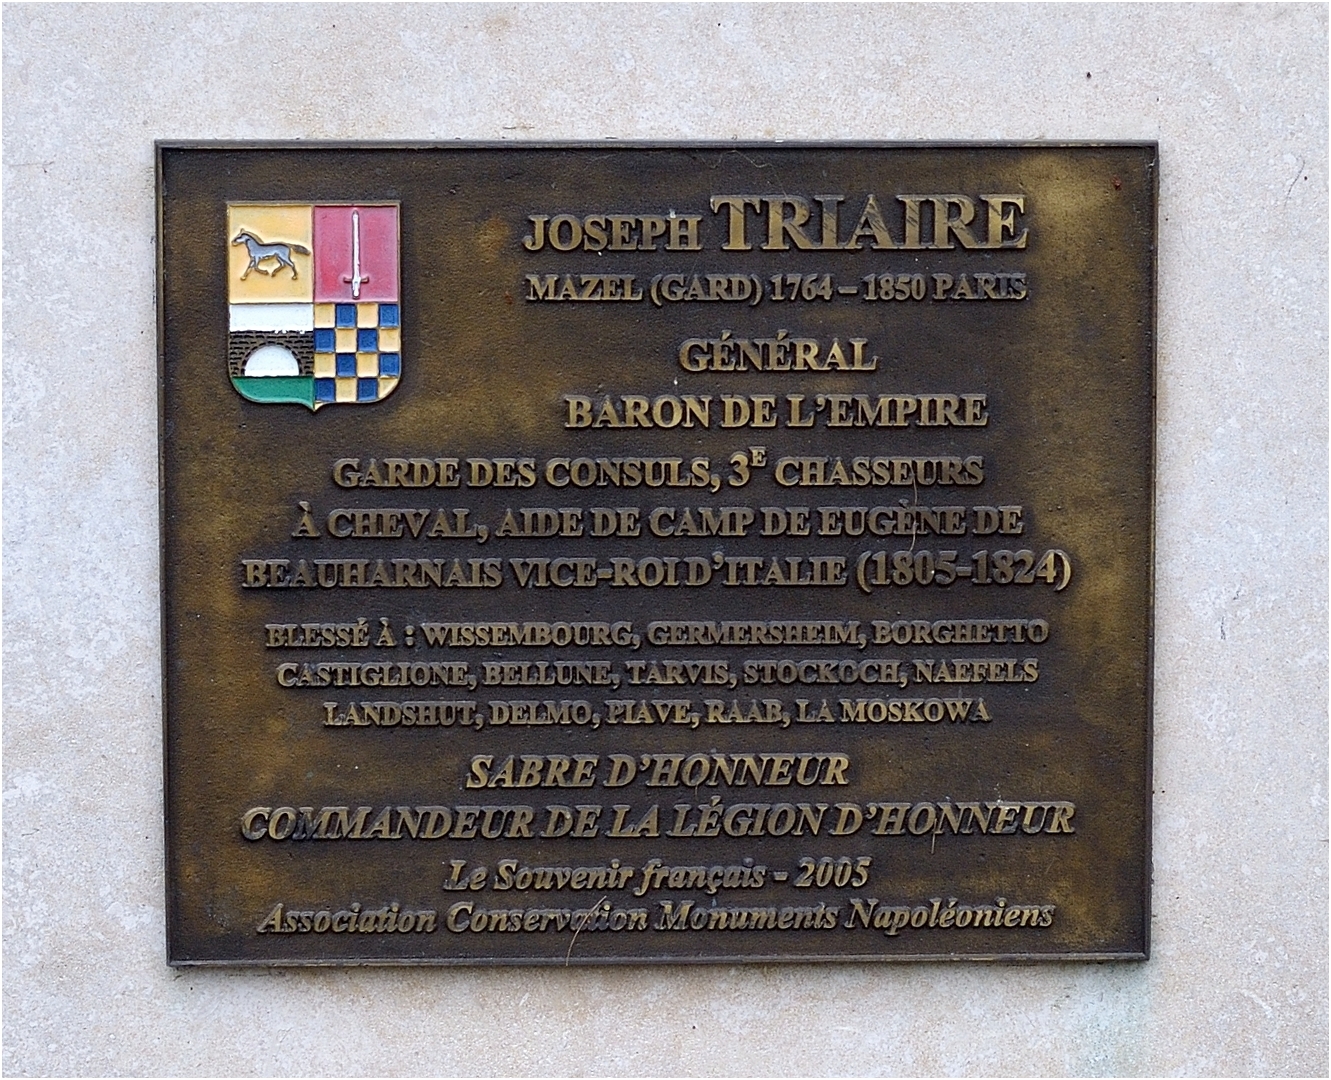 JOSEPH TRIAIRE
MAZEL (GARD) 1764 – 1850 PARIS
GÉNÉRAL
BARON DE L'EMPIRE
GARDE DES CONSULS, 3E CHASSEURS
À CHEVAL, AIDE DE CAMP DE EUGÈNE DE
BEAUHARNAIS VICE-ROI D'ITALIE (1805-1824)
BLESSÉ À : WISSEMBOURG, GERMERSHEIM, BORGHETTO
CASTIGLIONE, BELLUNE, TARVIS, STOCKOCH, NAEFELS
LANDSHUT, DELMO, PIAVE, RAAB, LA MOSKOWA
SABRE D'HONNEUR
COMMANDEUR DE LA LÉGION D'HONNEUR
Le Souvenir français - 2005
Association Conservation Monuments Napoléoniens